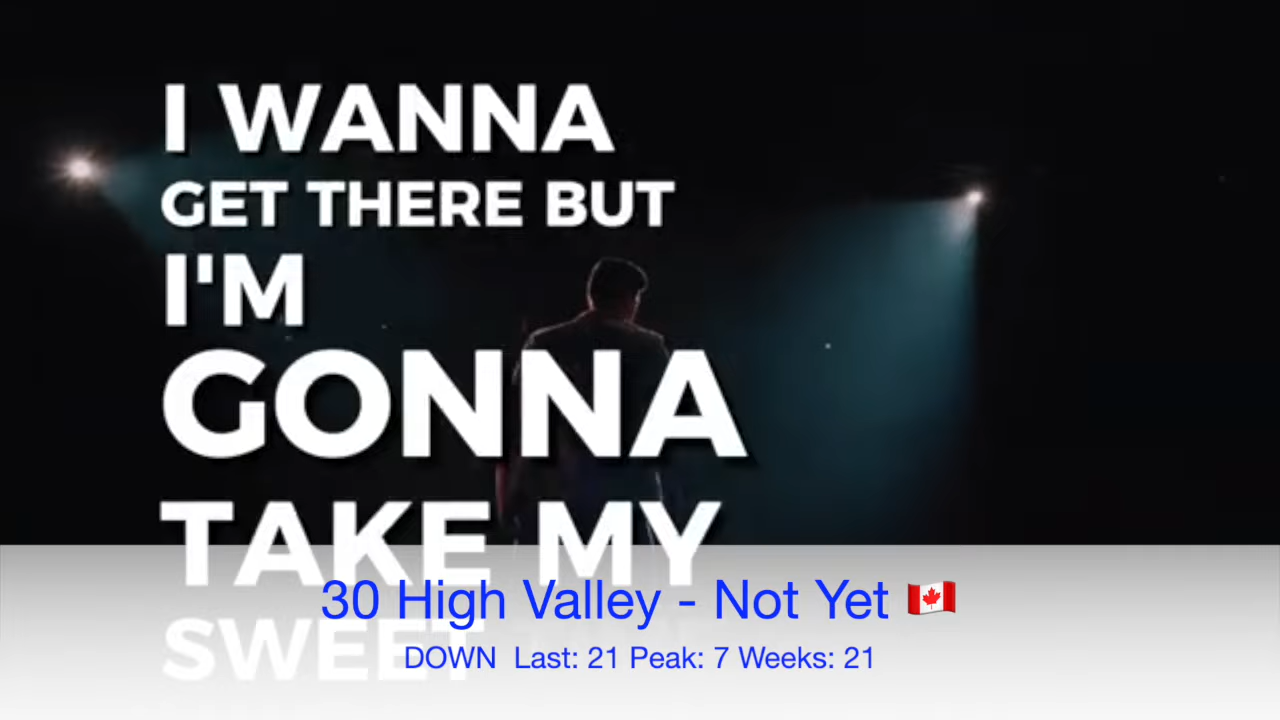 I WANNA
GET THERE BUT
I'M
GONNA
TAKE MY
SWEET
30 High Valley - Not Yet 🇨🇦
DOWN  Last: 21 Peak: 7 Weeks: 21